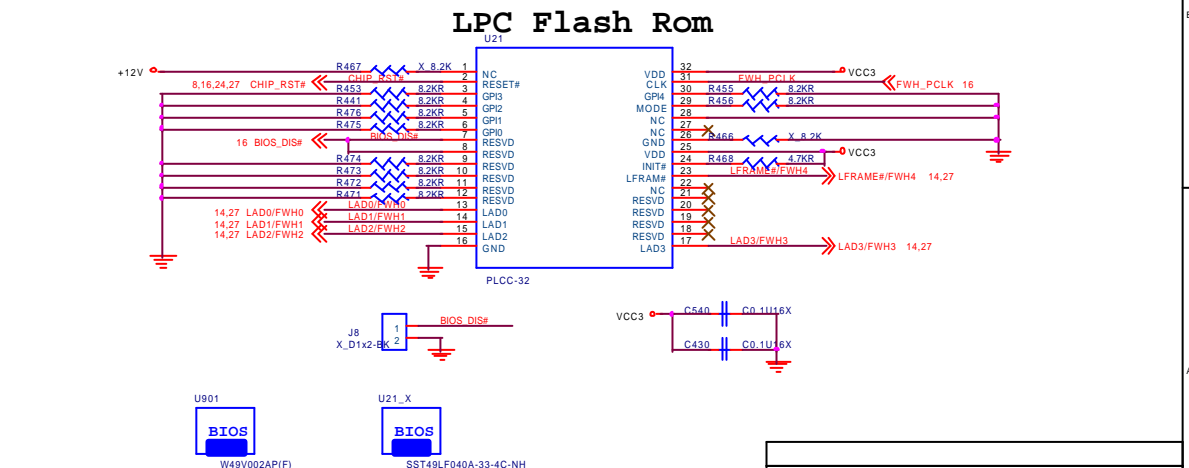 LPC Flash Rom
U21
+12V R467 X_8.2K 1 NC
8,16,24,27 CHIP_RST# CHIP_RST# 2 RESET#
R453 8.2KR 3 GPI3
R441 8.2KR 4 GPI2
R476 8.2KR 5 GPI1
R475 8.2KR 6 GPI0
16 BIOS_DIS# BIOS_DIS# 7 RESVD
8 RESVD
R474 8.2KR 9 RESVD
R473 8.2KR 10 RESVD
R472 8.2KR 11 RESVD
R471 8.2KR 12 RESVD
14,27 LAD0/FWH0 LAD0/FWH0 13 LAD0
14,27 LAD1/FWH1 LAD1/FWH1 14 LAD1
14,27 LAD2/FWH2 LAD2/FWH2 15 LAD2
16 GND
VDD 32 VCC3
CLK 31 FWH_PCLK FWH_PCLK 16
GPI4 30 R455 8.2KR
MODE 29 R456 8.2KR
NC 28
NC 27
GND 26 R466 X_8.2K
VDD 25 VCC3
INIT# 24 R468 4.7KR
LFRAM# 23 LFRAME#/FWH4 LFRAME#/FWH4 14,27
NC 22
RESVD 21
RESVD 20
RESVD 19
RESVD 18
LAD3 17 LAD3/FWH3 LAD3/FWH3 14,27
PLCC-32
J8
X_D1x2-BK
1 BIOS_DIS#
2
VCC3
C540 C0.1U16X
C430 C0.1U16X
U901
BIOS
W49V002AP(F)
U21_X
BIOS
SST49LF040A-33-4C-NH
A